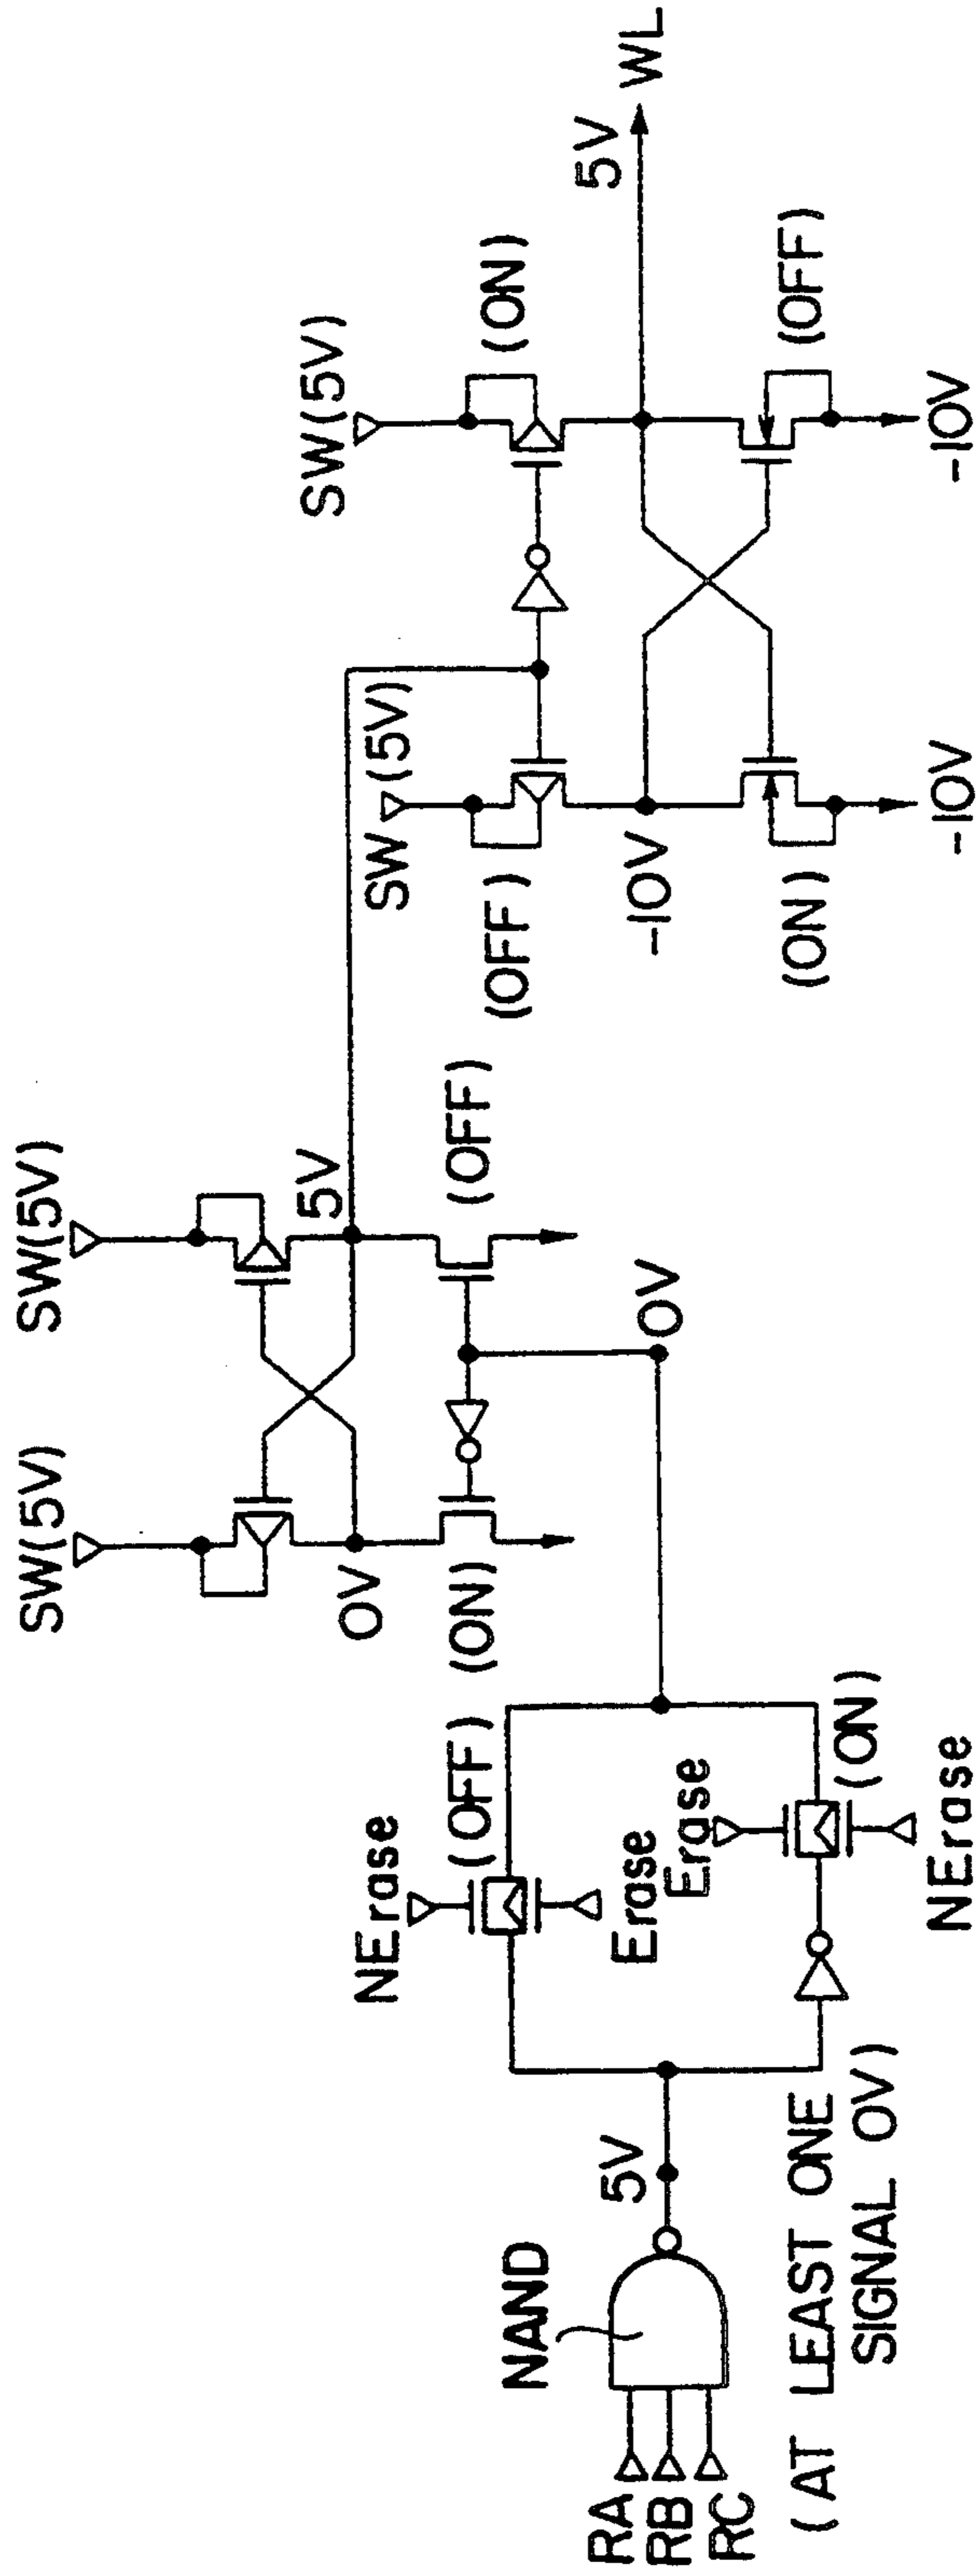 RA
RB
RC
NAND
5V
(AT LEAST ONE
SIGNAL 0V)
NErase
(OFF)
Erase
Erase
(ON)
NErase
0V
SW(5V)
SW(5V)
0V
5V
(ON)
(OFF)
SW(5V)
SW(5V)
(OFF)
(ON)
-10V
5V
WL
(ON)
(OFF)
-10V
-10V